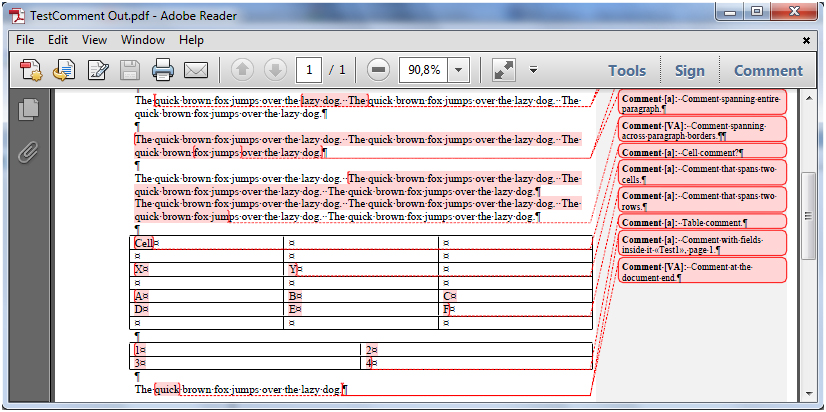 TestComment Out.pdf - Adobe Reader
File Edit View Window Help
1 / 1 90,8% Tools Sign Comment
The·quick·brown·fox·jumps·over·the·lazy·dog.··The·quick·brown·fox·jumps·over·the·lazy·dog.··The·
quick·brown·fox·jumps·over·the·lazy·dog.¶
¶
The·quick·brown·fox·jumps·over·the·lazy·dog.··The·quick·brown·fox·jumps·over·the·lazy·dog.··The·
quick·brown·fox·jumps·over·the·lazy·dog.¶
¶
The·quick·brown·fox·jumps·over·the·lazy·dog.··The·quick·brown·fox·jumps·over·the·lazy·dog.··The·
quick·brown·fox·jumps·over·the·lazy·dog.··The·quick·brown·fox·jumps·over·the·lazy·dog.¶
The·quick·brown·fox·jumps·over·the·lazy·dog.··The·quick·brown·fox·jumps·over·the·lazy·dog.··The·
quick·brown·fox·jumps·over·the·lazy·dog.··The·quick·brown·fox·jumps·over·the·lazy·dog.¶
¶
Cell¤ ¤ ¤
¤ ¤ ¤
X¤ Y¤ ¤
¤ ¤ ¤
A¤ B¤ C¤
D¤ E¤ F¤
¤ ¤ ¤
¶
1¤ 2¤
3¤ 4¤
¶
The·quick·brown·fox·jumps·over·the·lazy·dog.¶
Comment·[a]:··Comment·spanning·entire·
paragraph.¶
Comment·[VA]:··Comment·spanning·
across·paragraph·borders.¶¶
Comment·[a]:··Cell·comment?¶
Comment·[a]:··Comment·that·spans·two·
cells.¶
Comment·[a]:··Comment·that·spans·two·
rows.¶
Comment·[a]:··Table·comment.¶
Comment·[a]:··Comment·with·fields·
inside·it·«Test1»,·page·1.¶
Comment·[VA]:··Comment·at·the·
document·end.¶